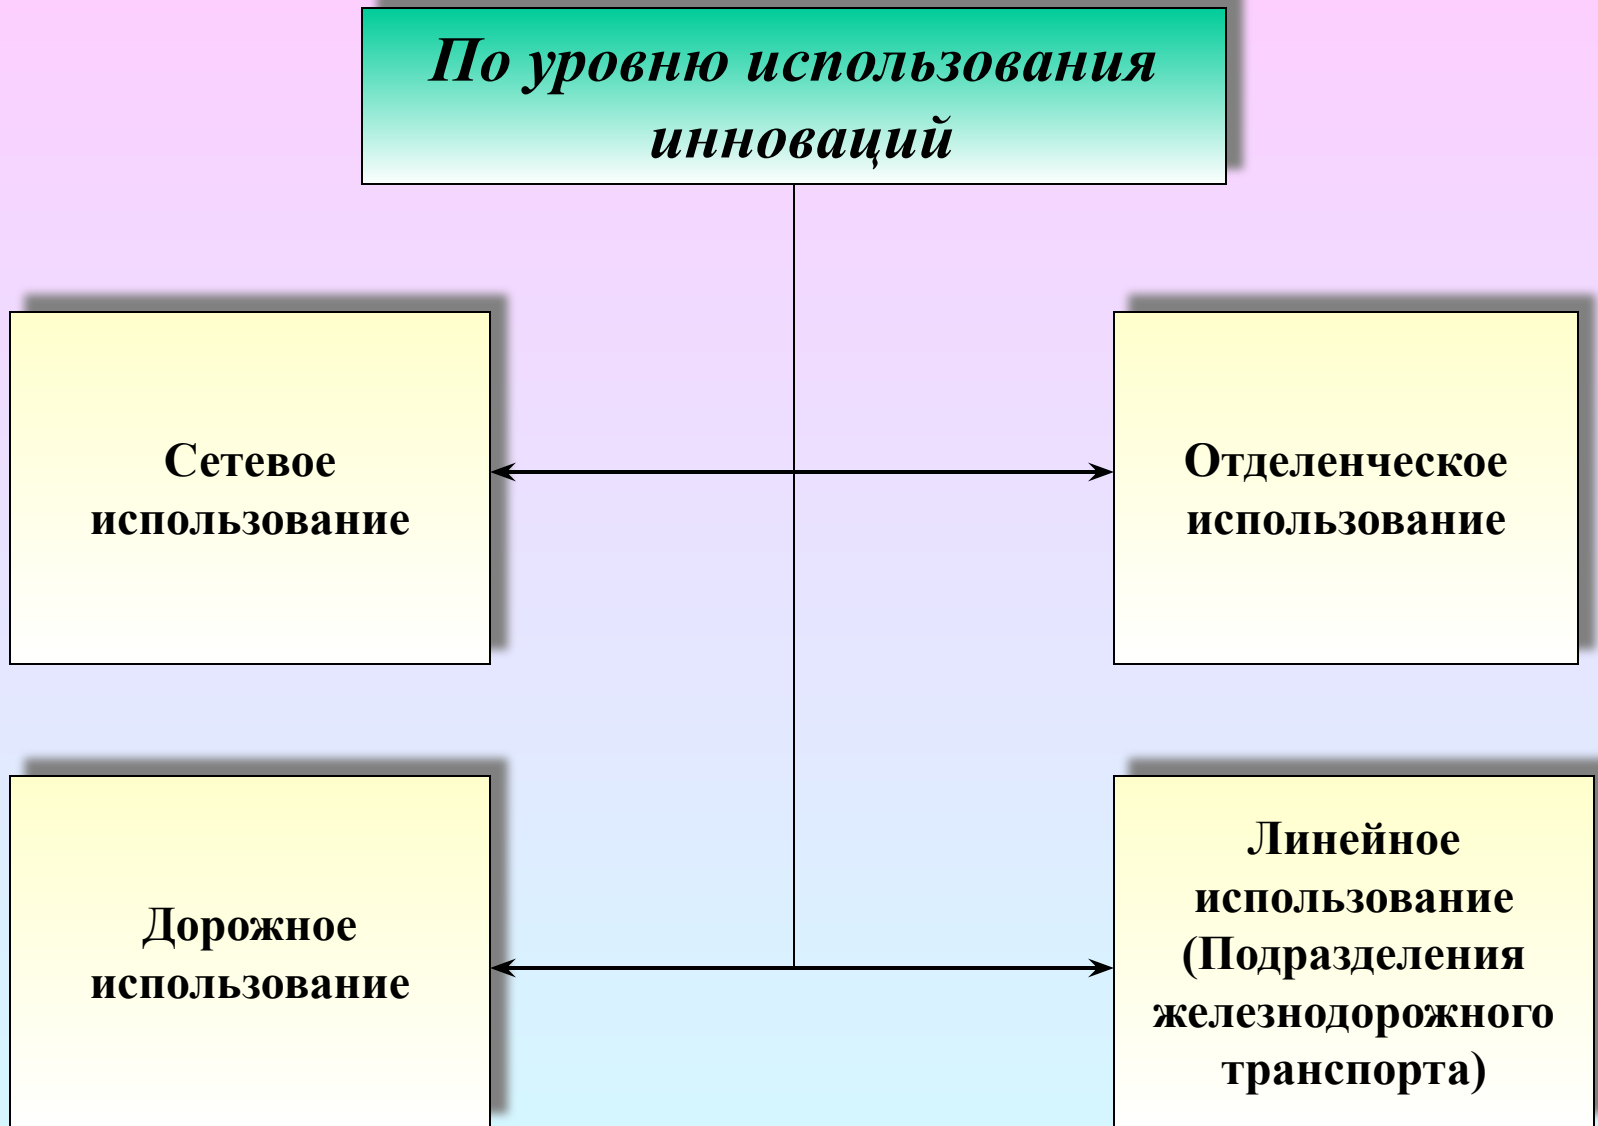 По уровню использования
инноваций
Сетевое
использование
Отделенческое
использование
Дорожное
использование
Линейное
использование
(Подразделения
железнодорожного
транспорта)